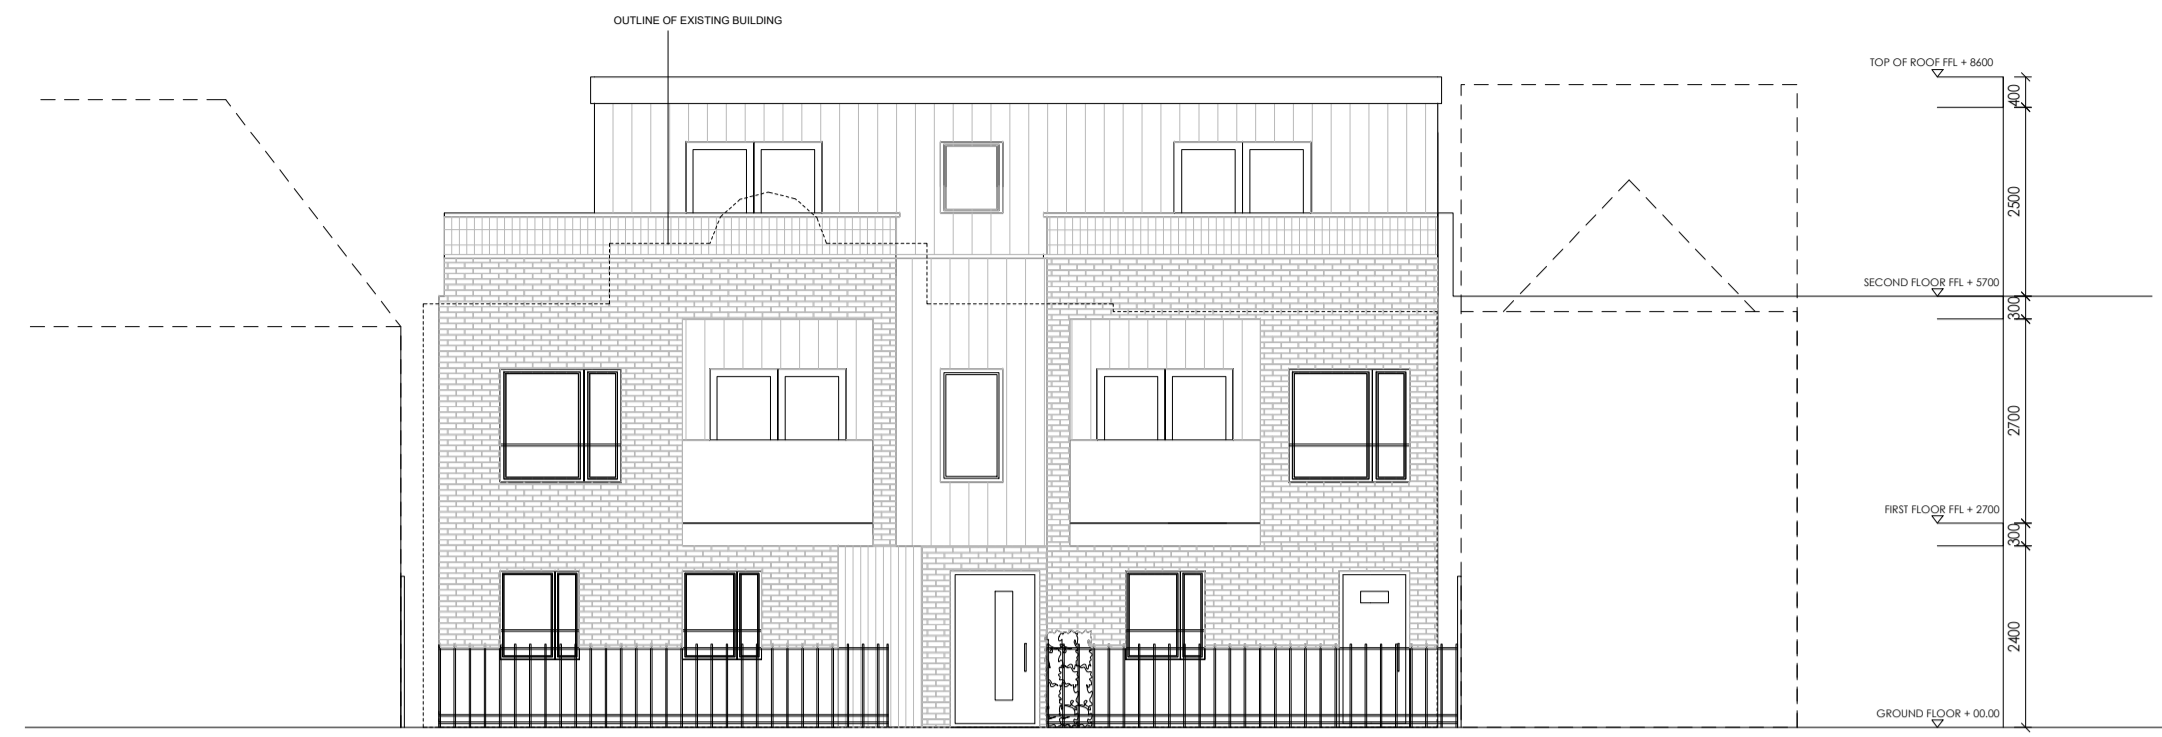 OUTLINE OF EXISTING BUILDING
TOP OF ROOF FFL + 8600
400
2500
SECOND FLOOR FFL + 5700
300
2700
FIRST FLOOR FFL + 2700
300
2400
GROUND FLOOR + 00.00